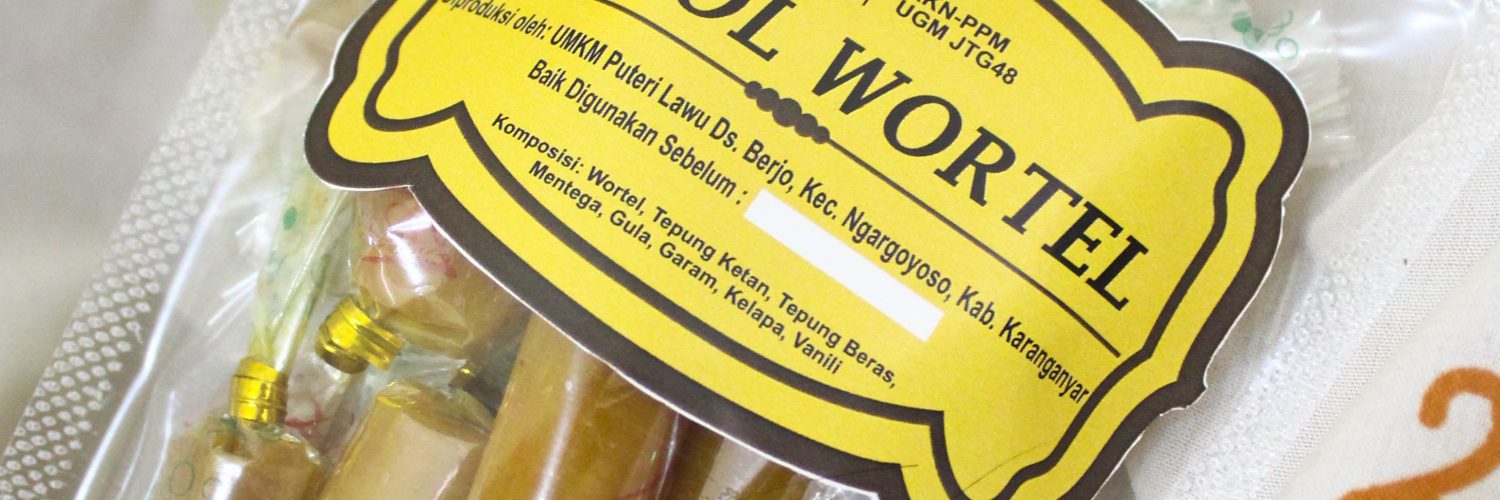 KKN-PPM
UGM JTG48
WORTEL
Diproduksi oleh: UMKM Puteri Lawu Ds. Berjo, Kec. Ngargoyoso, Kab. Karanganyar
Baik Digunakan Sebelum :
Komposisi: Wortel, Tepung Ketan, Tepung Beras,
Mentega, Gula, Garam, Kelapa, Vanili